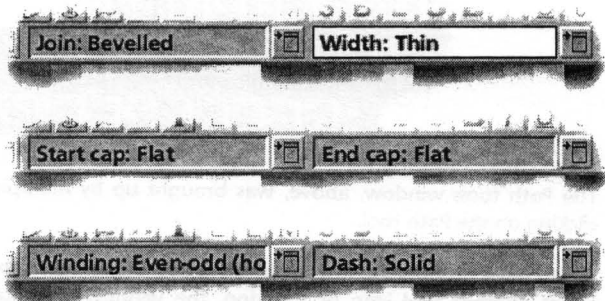 Join: Bevelled Width: Thin
Start cap: Flat End cap: Flat
Winding: Even-odd (ho Dash: Solid